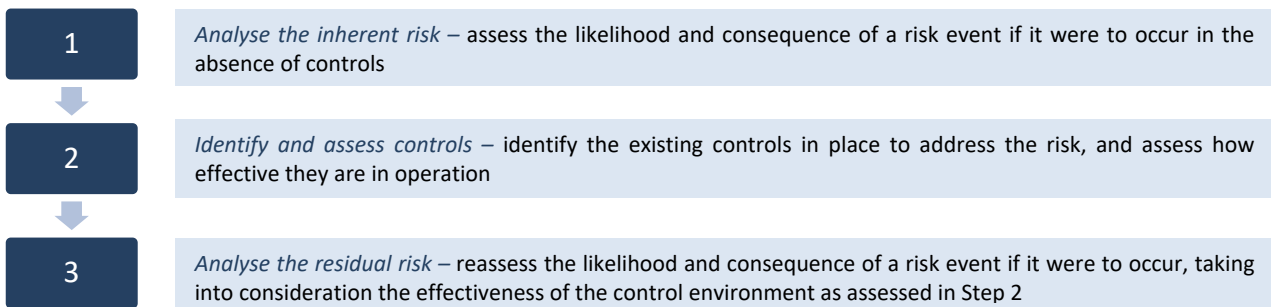 1
Analyse the inherent risk – assess the likelihood and consequence of a risk event if it were to occur in the
absence of controls
2
Identify and assess controls – identify the existing controls in place to address the risk, and assess how
effective they are in operation
3
Analyse the residual risk – reassess the likelihood and consequence of a risk event if it were to occur, taking
into consideration the effectiveness of the control environment as assessed in Step 2